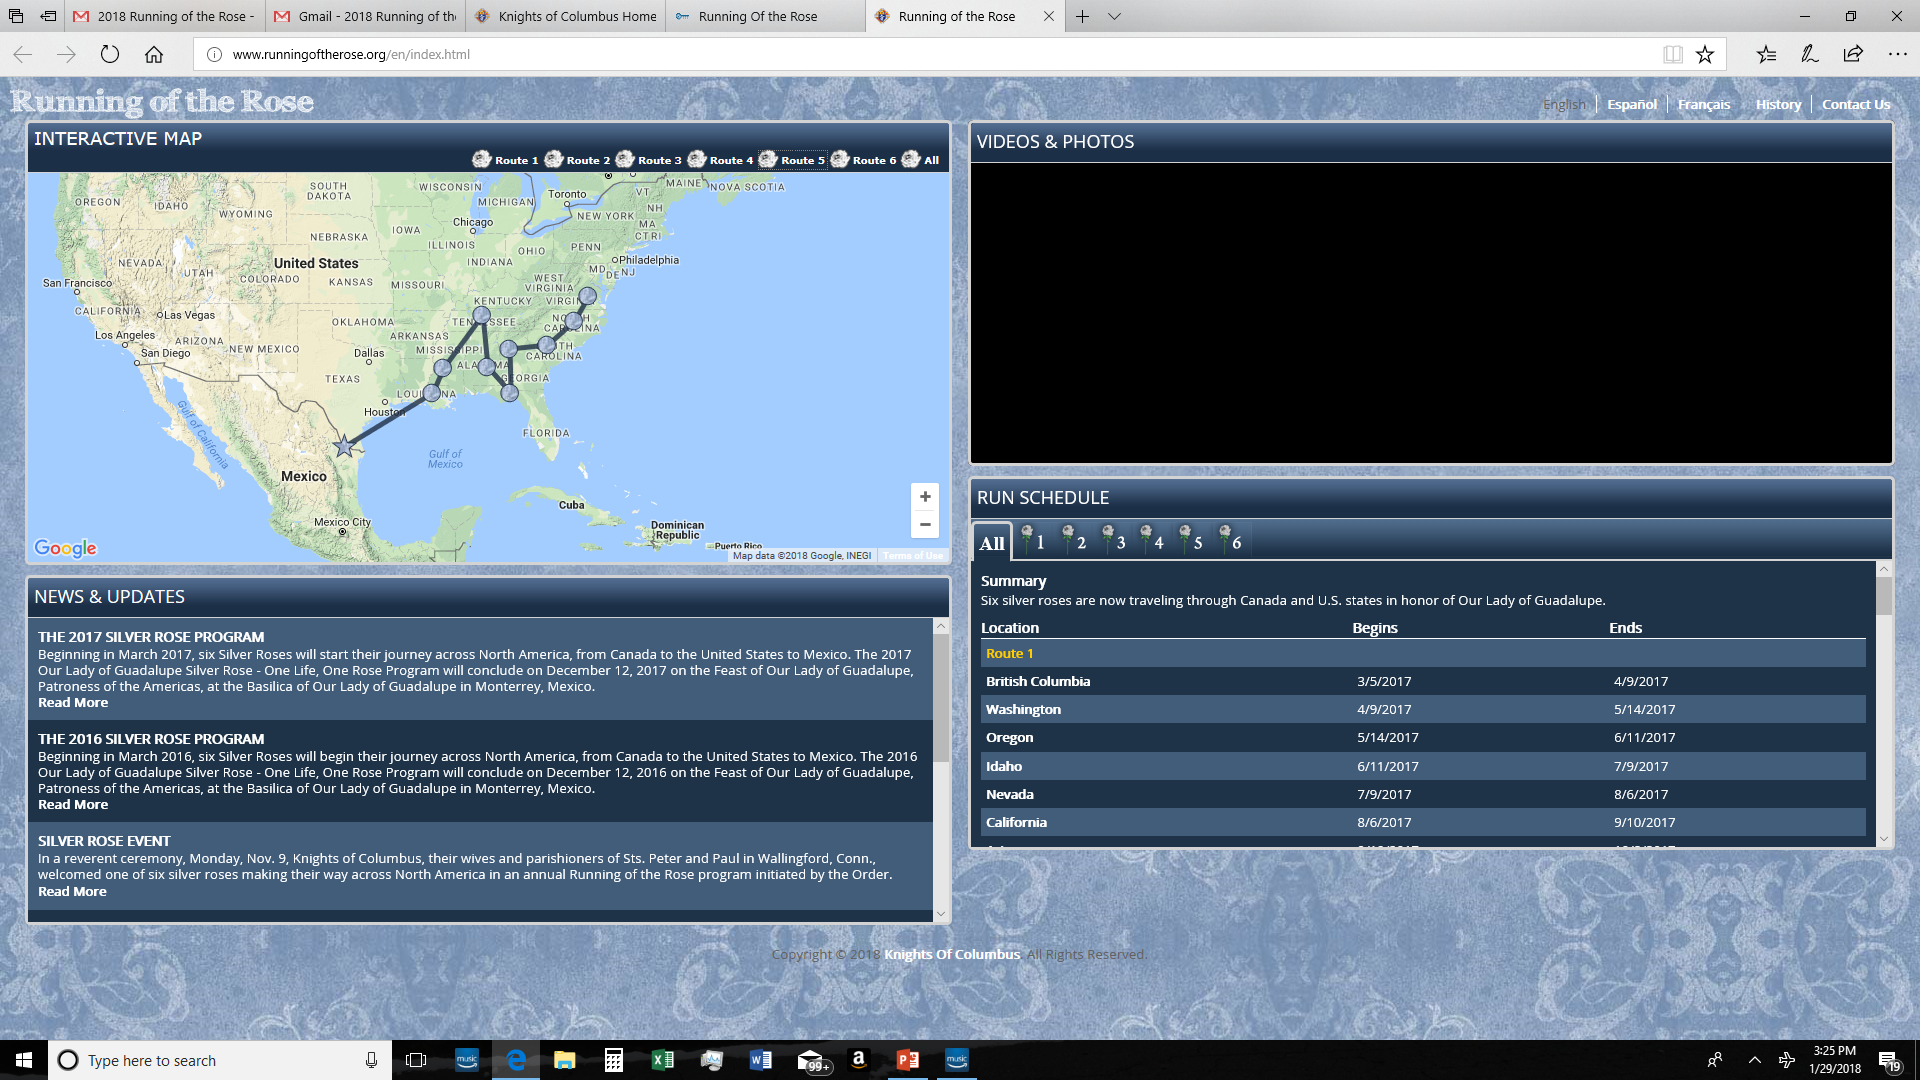 2018 Running of the Rose -
Gmail - 2018 Running of the
Knights of Columbus Home
Running Of the Rose
Running of the Rose
www.runningoftherose.org/en/index.html
Running of the Rose
English
Español
Français
History
Contact Us
INTERACTIVE MAP
Route 1
Route 2
Route 3
Route 4
Route 5
Route 6
All
OREGON
IDAHO
WYOMING
SOUTH DAKOTA
WISCONSIN
MICHIGAN
Toronto
VT
MAINE
NOVA SCOTIA
NH
NEW YORK
MA
CT RI
Chicago
NEBRASKA
IOWA
ILLINOIS
INDIANA
OHIO
PENN
Philadelphia
MD
DE
NJ
NEVADA
UTAH
COLORADO
United States
KANSAS
MISSOURI
WEST VIRGINIA
KENTUCKY
San Francisco
CALIFORNIA
Las Vegas
Los Angeles
ARIZONA
NEW MEXICO
San Diego
OKLAHOMA
ARKANSAS
MISSISSIPPI
Dallas
TEXAS
GEORGIA
Houston
FLORIDA
Gulf of California
Gulf of Mexico
Mexico
Mexico City
Cuba
Dominican Republic
Puerto Rico
Google
Map data ©2018 Google, INEGI
Terms of Use
+
−
NEWS & UPDATES
THE 2017 SILVER ROSE PROGRAM
Beginning in March 2017, six Silver Roses will start their journey across North America, from Canada to the United States to Mexico. The 2017
Our Lady of Guadalupe Silver Rose - One Life, One Rose Program will conclude on December 12, 2017 on the Feast of Our Lady of Guadalupe,
Patroness of the Americas, at the Basilica of Our Lady of Guadalupe in Monterrey, Mexico.
Read More
THE 2016 SILVER ROSE PROGRAM
Beginning in March 2016, six Silver Roses will begin their journey across North America, from Canada to the United States to Mexico. The 2016
Our Lady of Guadalupe Silver Rose - One Life, One Rose Program will conclude on December 12, 2016 on the Feast of Our Lady of Guadalupe,
Patroness of the Americas, at the Basilica of Our Lady of Guadalupe in Monterrey, Mexico.
Read More
SILVER ROSE EVENT
In a reverent ceremony, Monday, Nov. 9, Knights of Columbus, their wives and parishioners of Sts. Peter and Paul in Wallingford, Conn.,
welcomed one of six silver roses making their way across North America in an annual Running of the Rose program initiated by the Order.
Read More
VIDEOS & PHOTOS
RUN SCHEDULE
All 1 2 3 4 5 6
Summary
Six silver roses are now traveling through Canada and U.S. states in honor of Our Lady of Guadalupe.
Location Begins Ends
Route 1
British Columbia 3/5/2017 4/9/2017
Washington 4/9/2017 5/14/2017
Oregon 5/14/2017 6/11/2017
Idaho 6/11/2017 7/9/2017
Nevada 7/9/2017 8/6/2017
California 8/6/2017 9/10/2017
Copyright © 2018 Knights Of Columbus. All Rights Reserved.
Type here to search
music
99+
music
3:25 PM
1/29/2018
19